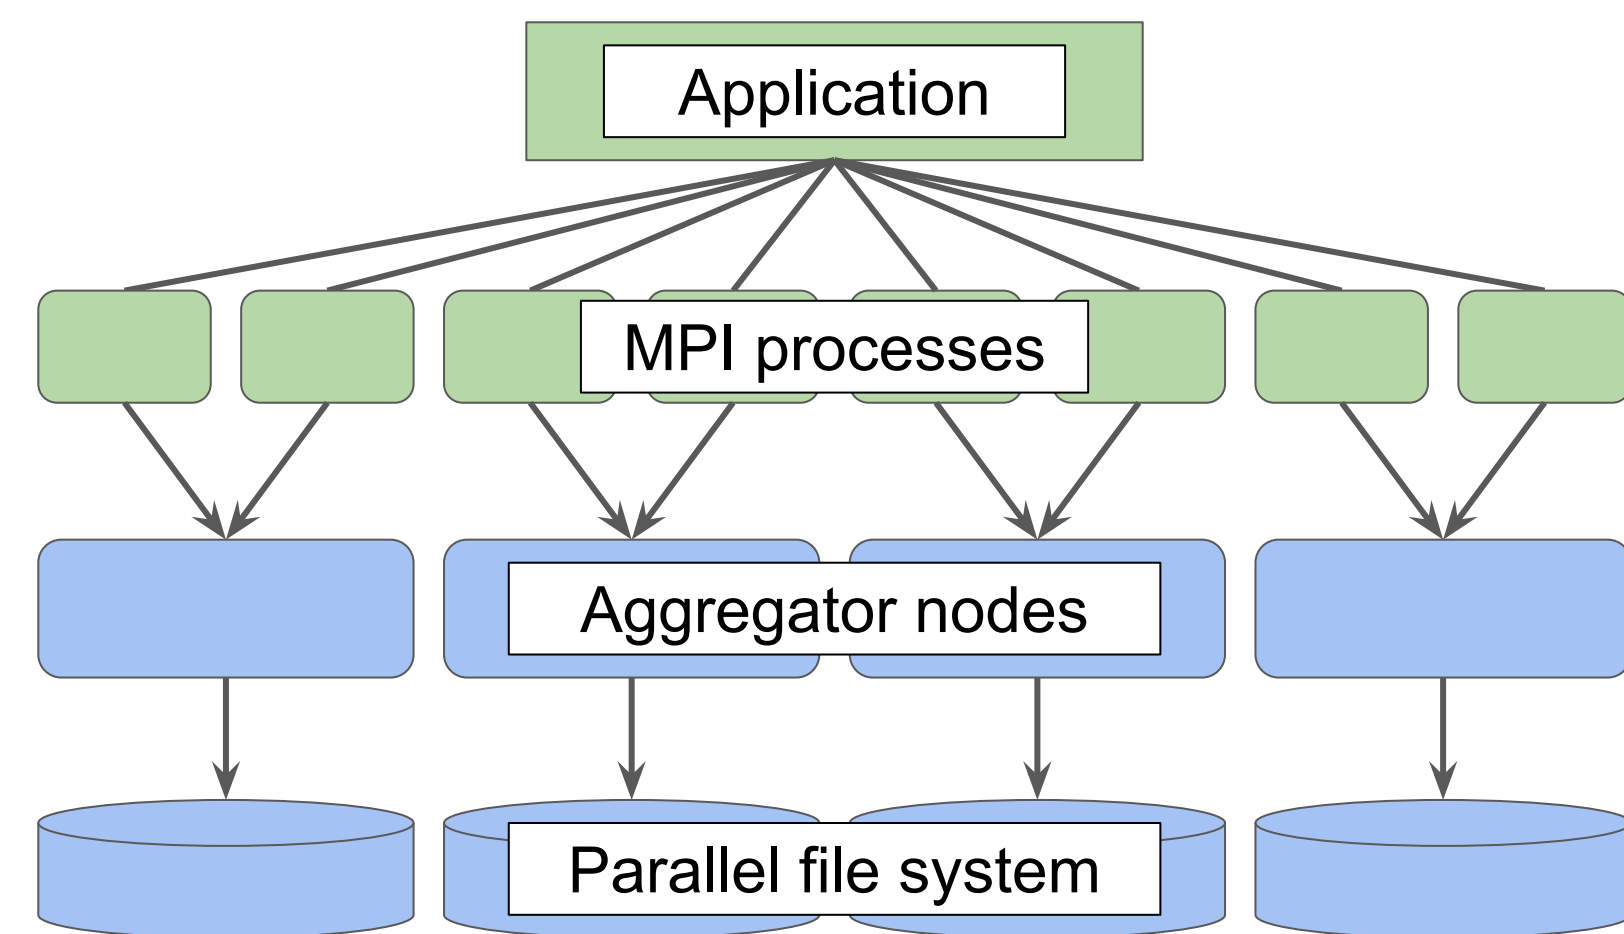 Application
MPI processes
Aggregator nodes
Parallel file system